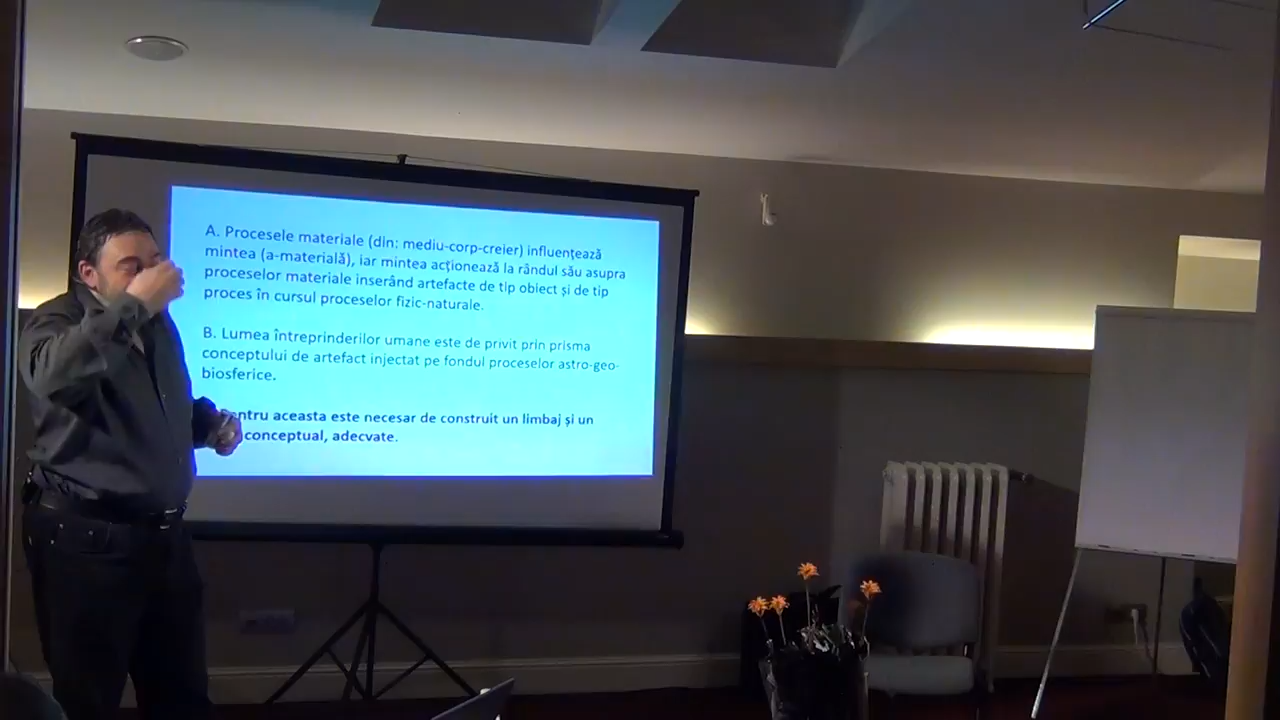 A. Procesele materiale (din: mediu-corp-creier) influențează
mintea (a-materială), iar mintea acționează la rândul său asupra
proceselor materiale inserând artefacte de tip obiect și de tip
proces în cursul proceselor fizic-naturale.
B. Lumea întreprinderilor umane este de privit prin prisma
conceptului de artefact injectat pe fondul proceselor astro-geo-
biosferice.
aceasta este necesar de construit un limbaj și un
conceptual, adecvate.